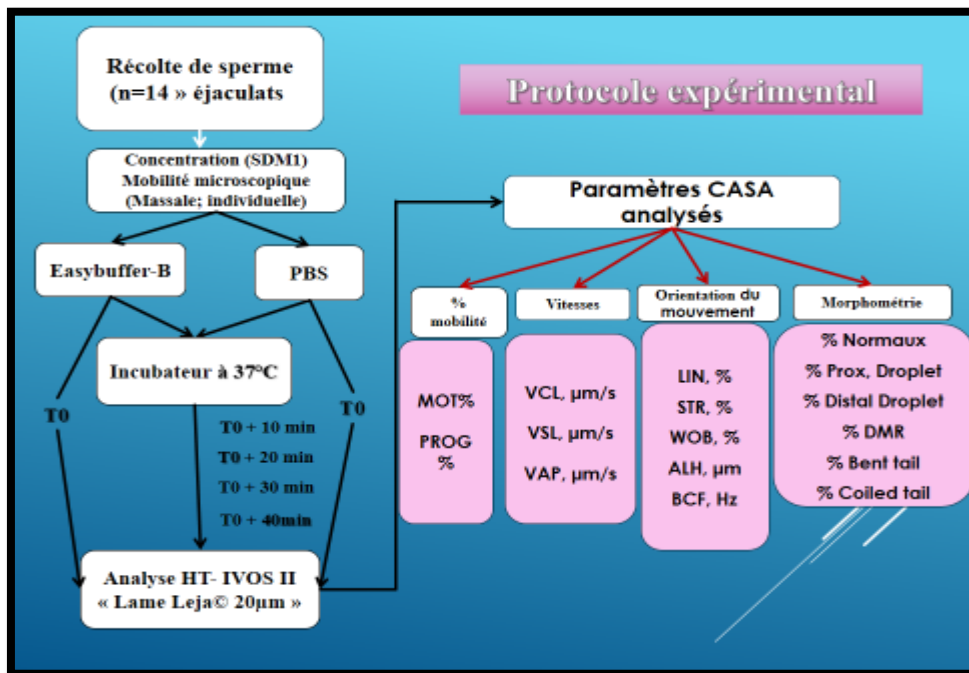 Récolte de sperme
(n=14 » éjaculats
Protocole expérimental
Concentration (SDM1)
Mobilité microscopique
(Massale; individuelle)
Easybuffer-B
PBS
Incubateur à 37°C
T0
T0
T0 + 10 min
T0 + 20 min
T0 + 30 min
T0 + 40min
Analyse HT- IVOS II
« Lame Leja© 20µm »
Paramètres CASA
analysés
%
mobilité
MOT%
PROG
%
Vitesses
VCL, µm/s
VSL, µm/s
VAP, µm/s
Orientation du
mouvement
LIN, %
STR, %
WOB, %
ALH, µm
BCF, Hz
Morphométrie
% Normaux
% Prox, Droplet
% Distal Droplet
% DMR
% Bent tail
% Coiled tail